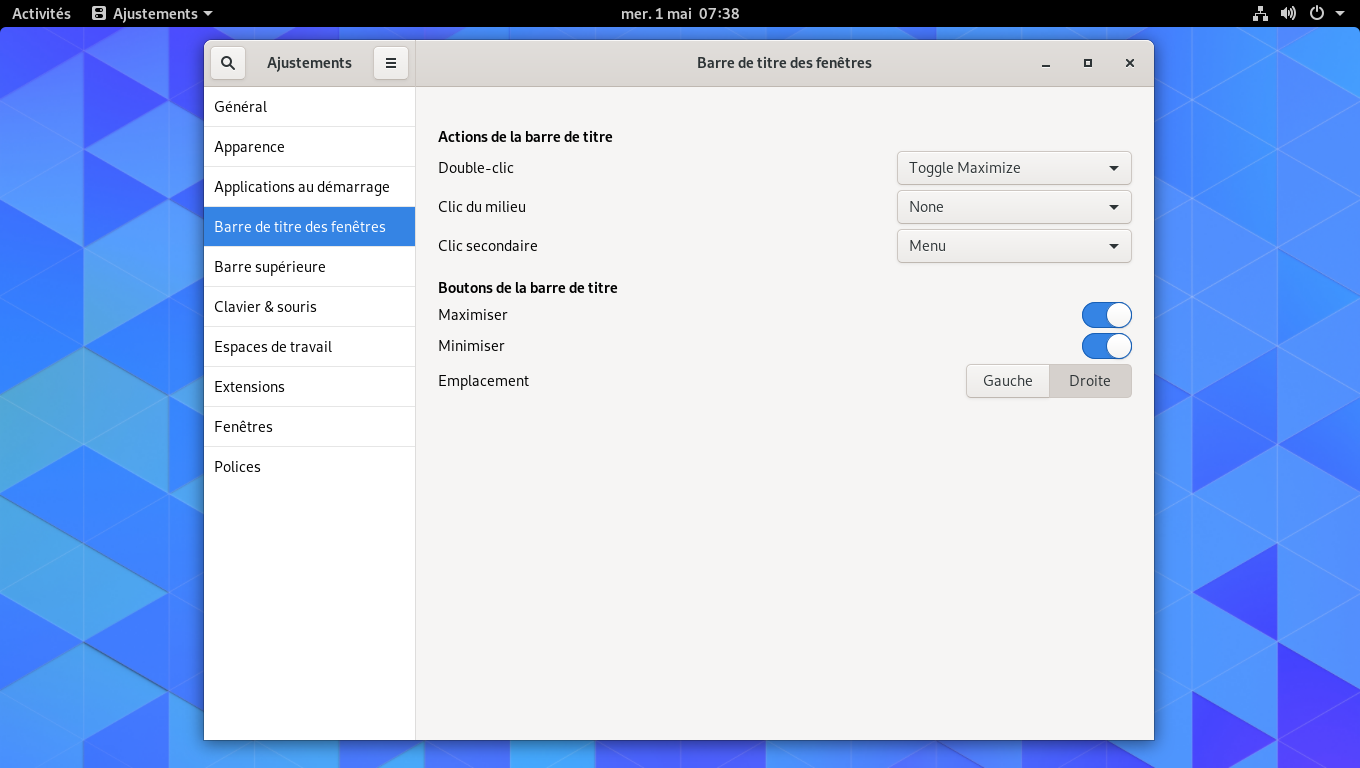 Activités Ajustements mer. 1 mai 07:38
Ajustements Barre de titre des fenêtres
Général
Apparence
Applications au démarrage
Barre de titre des fenêtres
Barre supérieure
Clavier & souris
Espaces de travail
Extensions
Fenêtres
Polices
Actions de la barre de titre
Double-clic Toggle Maximize
Clic du milieu None
Clic secondaire Menu
Boutons de la barre de titre
Maximiser
Minimiser
Emplacement Gauche Droite